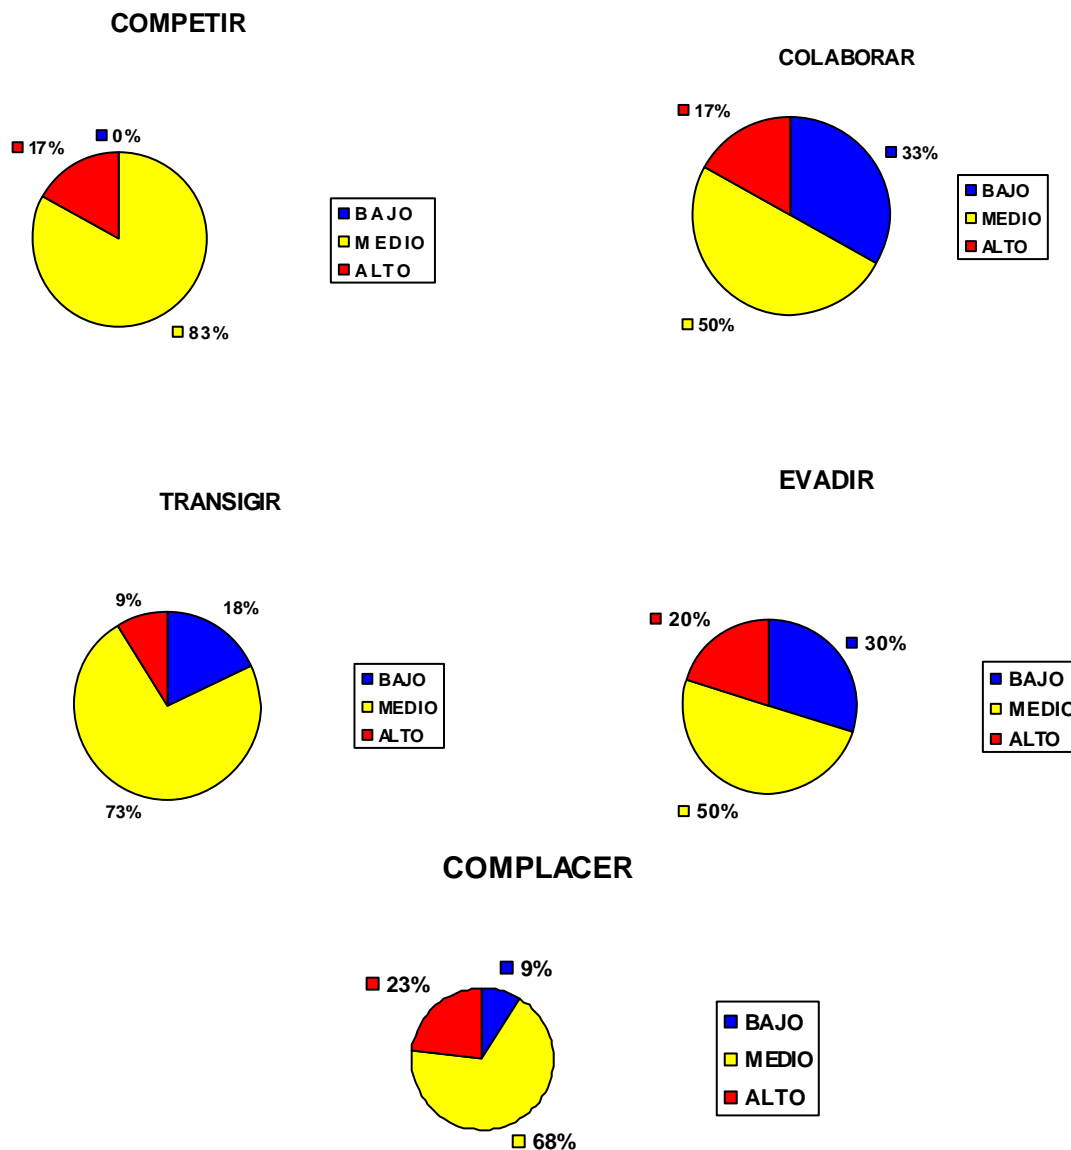 COMPETIR
0%
17%
83%
BAJO
MEDIO
ALTO
COLABORAR
17%
33%
50%
BAJO
MEDIO
ALTO
TRANSIGIR
9%
18%
73%
BAJO
MEDIO
ALTO
EVADIR
20%
30%
50%
BAJO
MEDIO
ALTO
COMPLACER
9%
23%
68%
BAJO
MEDIO
ALTO